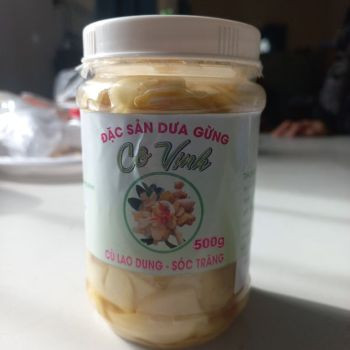 ĐẶC SẢN DƯA GỪNG
Cô Vinh
500g
CÙ LAO DUNG - SÓC TRĂNG